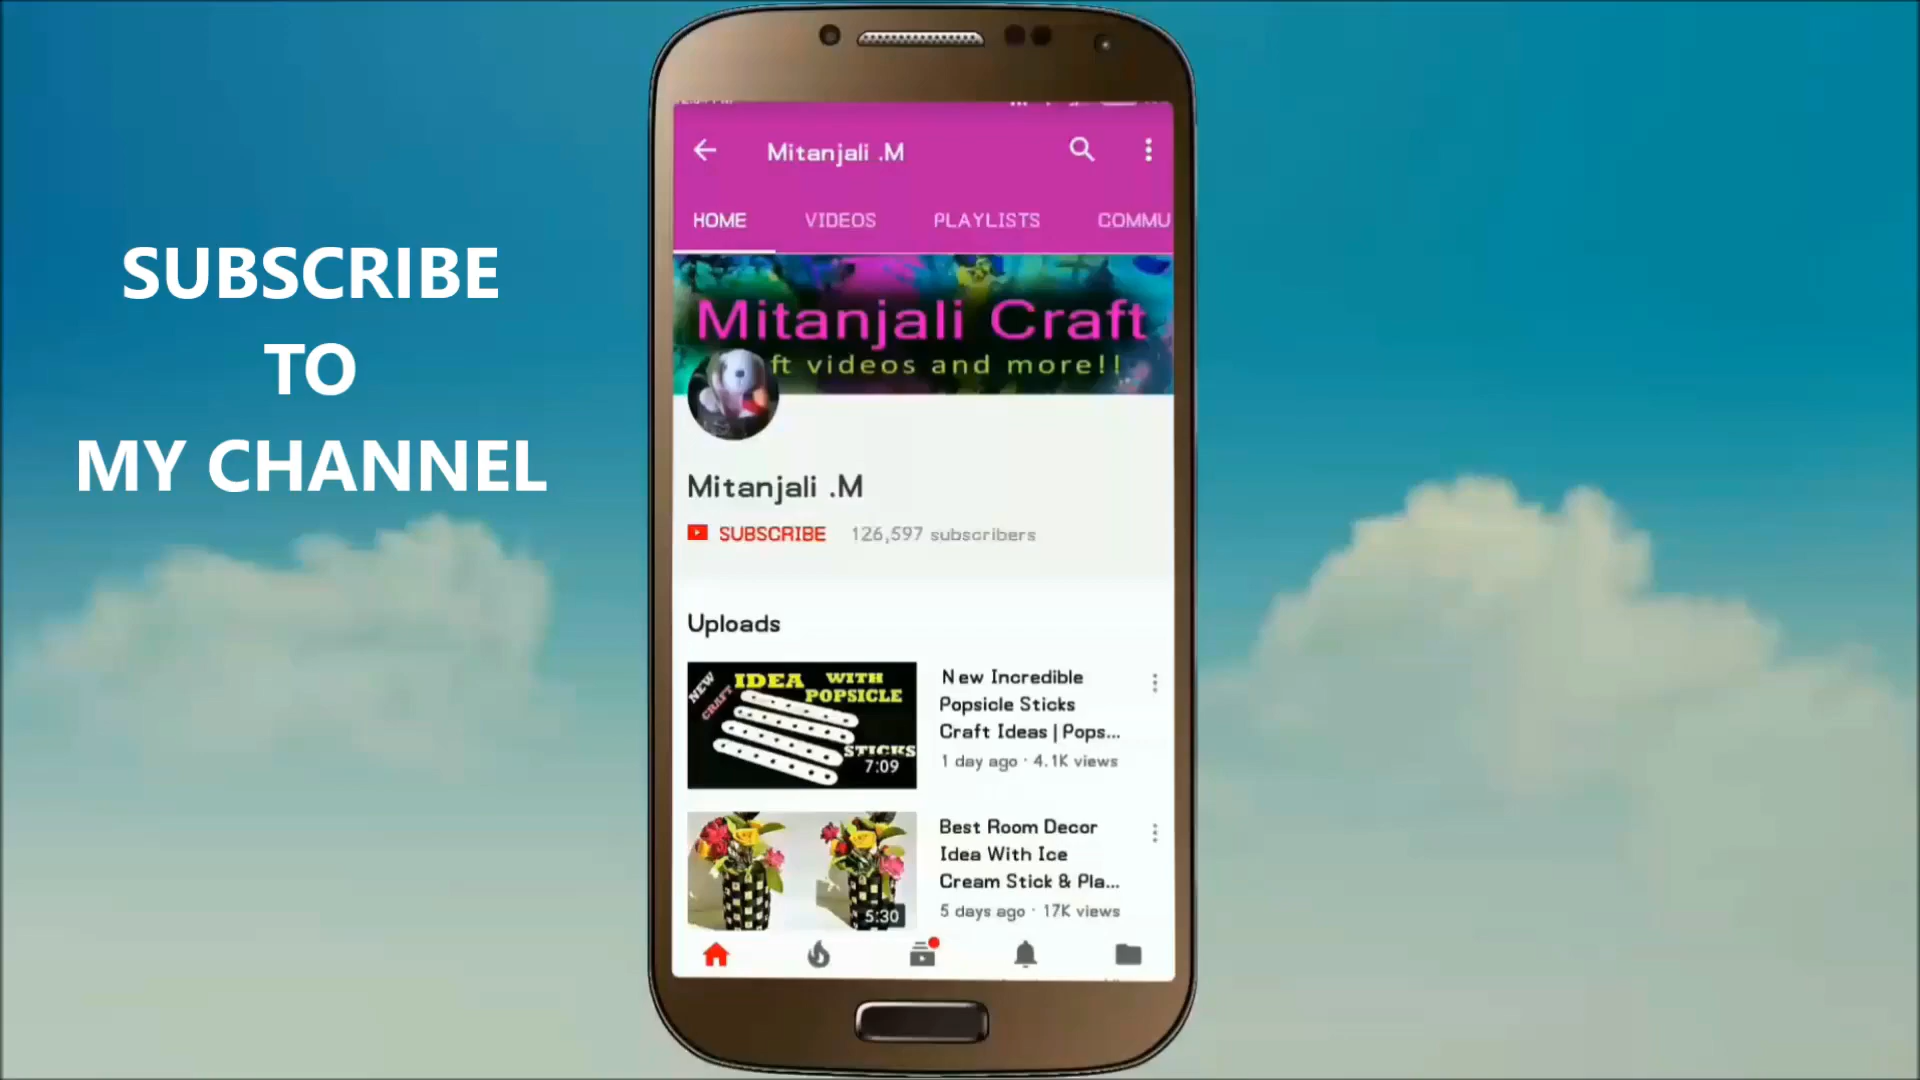 SUBSCRIBE
TO
MY CHANNEL
Mitanjali .M
HOME VIDEOS PLAYLISTS COMMU
Mitanjali Craft
ft videos and more!!
Mitanjali .M
SUBSCRIBE 126,597 subscribers
Uploads
NEW CRAFT IDEA WITH POPSICLE STICKS
7:09
New Incredible
Popsicle Sticks
Craft Ideas | Pops...
1 day ago · 4.1K views
5:30
Best Room Decor
Idea With Ice
Cream Stick & Pla...
5 days ago · 17K views